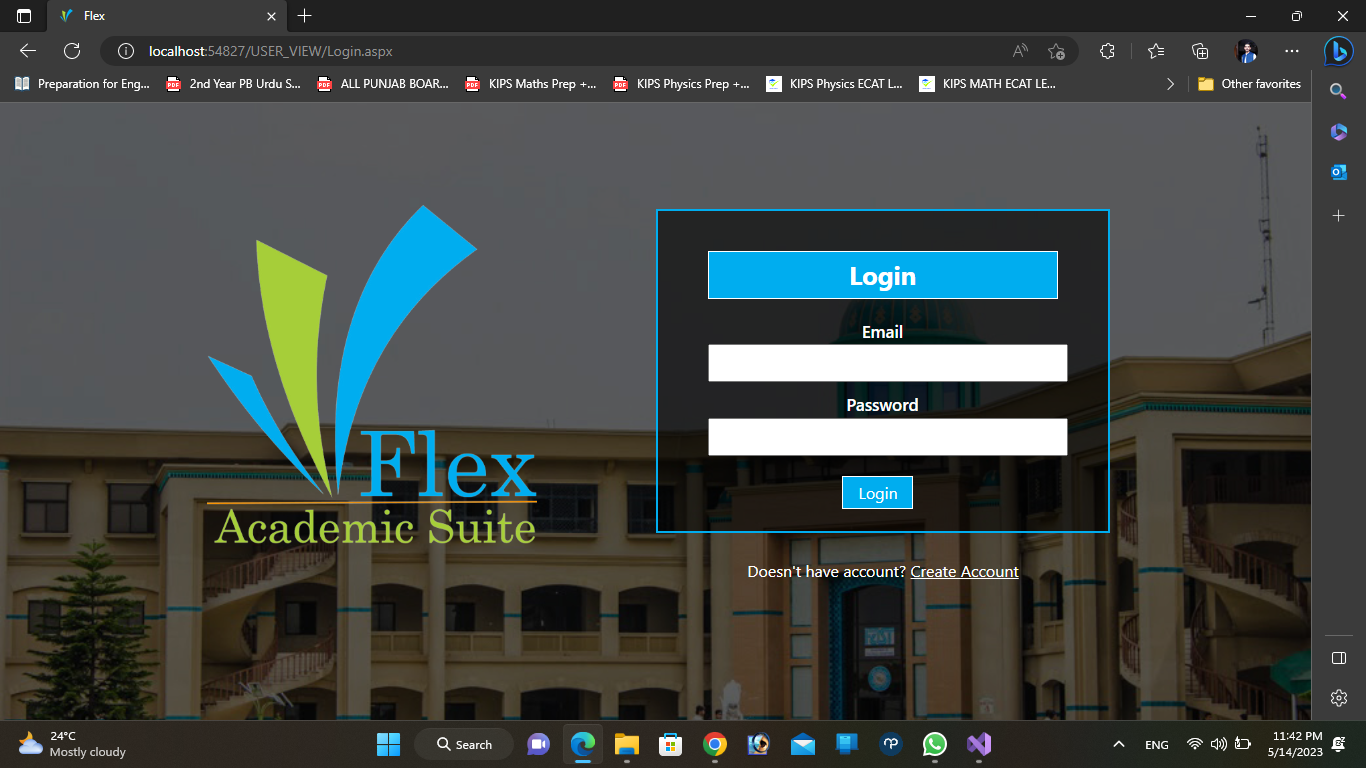 Flex
localhost:54827/USER_VIEW/Login.aspx
Preparation for Eng...
2nd Year PB Urdu S...
ALL PUNJAB BOAR...
KIPS Maths Prep +...
KIPS Physics Prep +...
KIPS Physics ECAT L...
KIPS MATH ECAT LE...
Other favorites
Login
Email
Password
Login
Doesn't have account? Create Account
Flex
Academic Suite
24°C
Mostly cloudy
Search
ENG
11:42 PM
5/14/2023